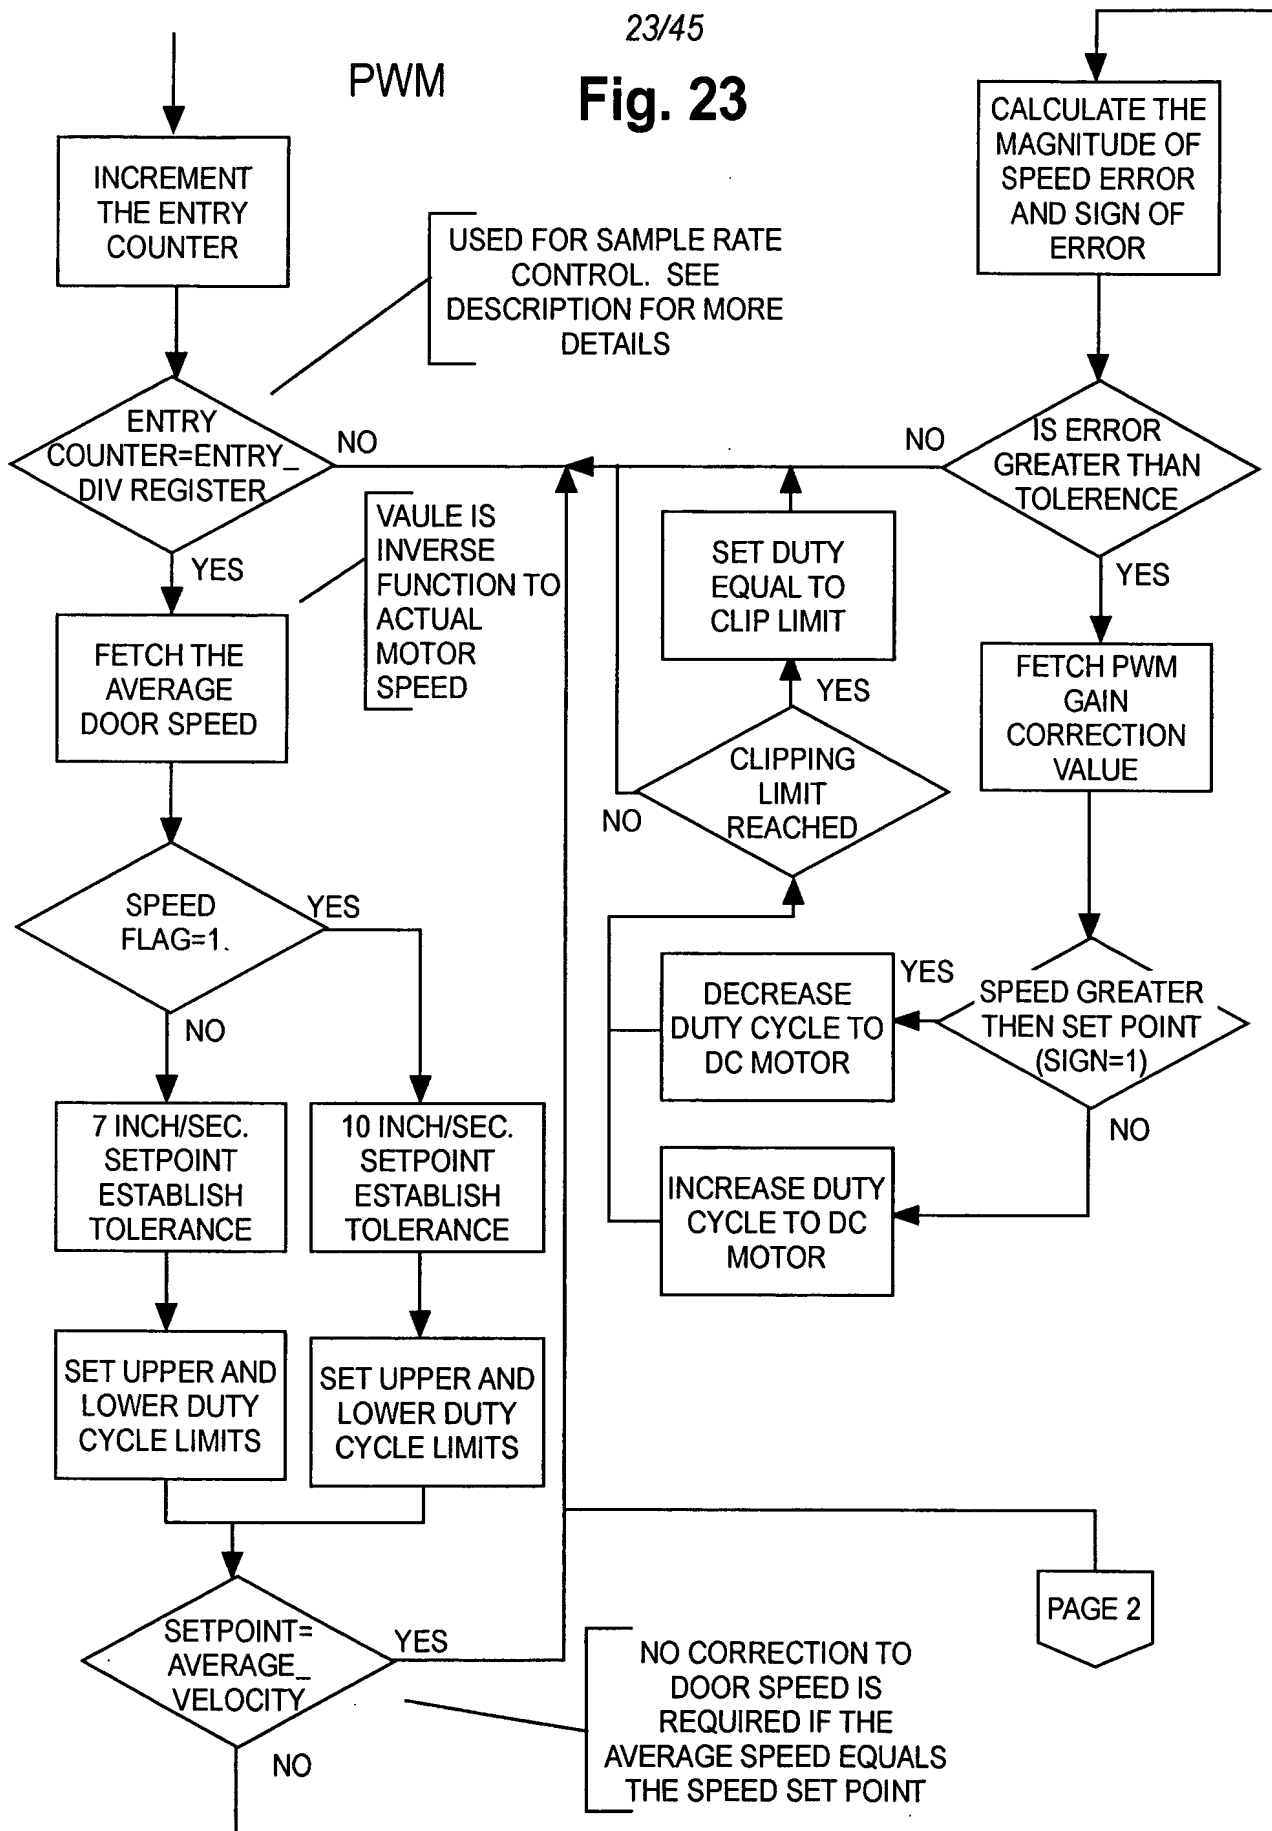 23/45
PWM
Fig. 23
INCREMENT
THE ENTRY
COUNTER
USED FOR SAMPLE RATE
CONTROL. SEE
DESCRIPTION FOR MORE
DETAILS
ENTRY
COUNTER=ENTRY_
DIV REGISTER
NO
YES
VAULE IS
INVERSE
FUNCTION TO
ACTUAL
MOTOR
SPEED
FETCH THE
AVERAGE
DOOR SPEED
SPEED
FLAG=1.
YES
NO
7 INCH/SEC.
SETPOINT
ESTABLISH
TOLERANCE
10 INCH/SEC.
SETPOINT
ESTABLISH
TOLERANCE
SET UPPER AND
LOWER DUTY
CYCLE LIMITS
SET UPPER AND
LOWER DUTY
CYCLE LIMITS
SETPOINT=
AVERAGE_
VELOCITY
YES
NO
NO CORRECTION TO
DOOR SPEED IS
REQUIRED IF THE
AVERAGE SPEED EQUALS
THE SPEED SET POINT
CALCULATE THE
MAGNITUDE OF
SPEED ERROR
AND SIGN OF
ERROR
IS ERROR
GREATER THAN
TOLERENCE
NO
YES
FETCH PWM
GAIN
CORRECTION
VALUE
SPEED GREATER
THEN SET POINT
(SIGN=1)
YES
NO
DECREASE
DUTY CYCLE TO
DC MOTOR
INCREASE DUTY
CYCLE TO DC
MOTOR
CLIPPING
LIMIT
REACHED
NO
YES
SET DUTY
EQUAL TO
CLIP LIMIT
PAGE 2